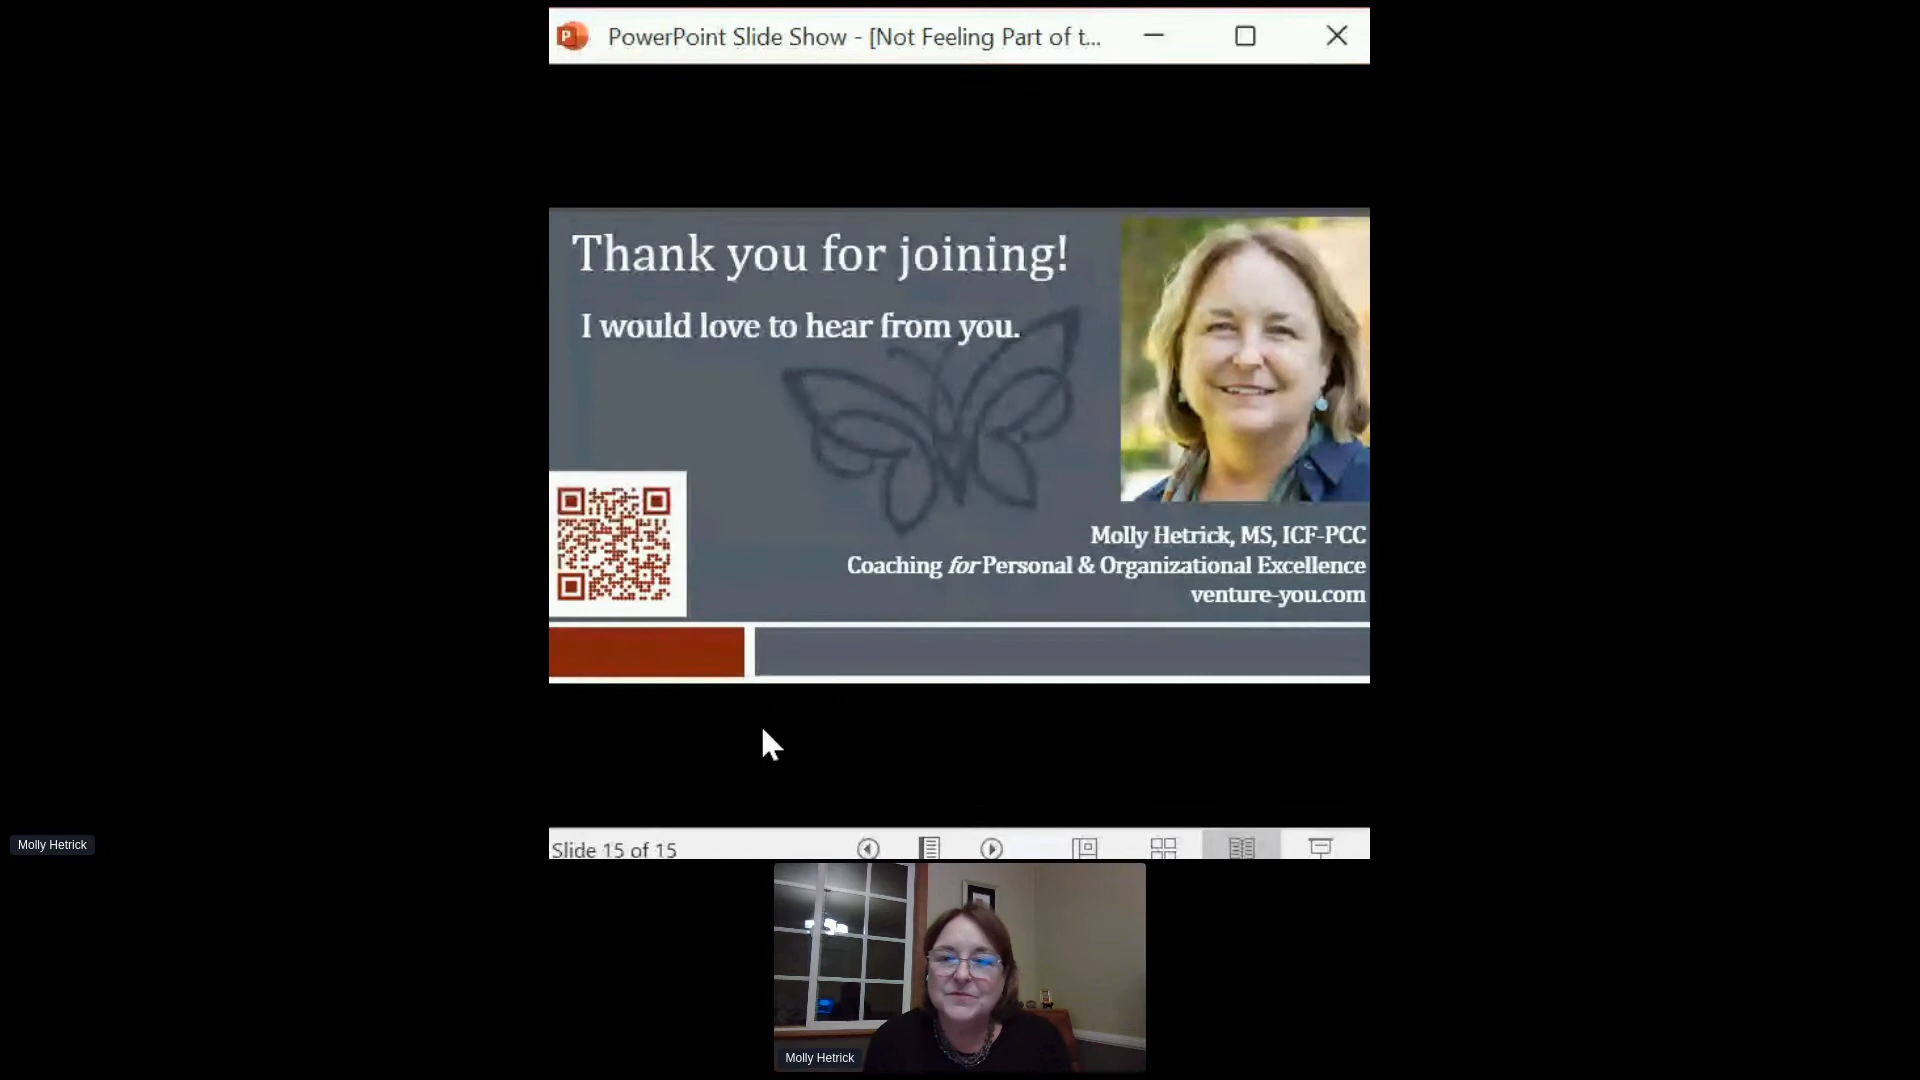 PowerPoint Slide Show - [Not Feeling Part of t...
Thank you for joining!
I would love to hear from you.
Molly Hetrick, MS, ICF-PCC
Coaching for Personal & Organizational Excellence
venture-you.com
Slide 15 of 15
Molly Hetrick
Molly Hetrick